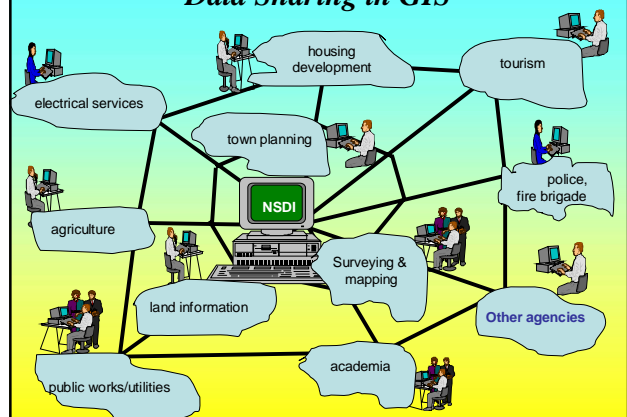 Data Sharing in GIS
housing
development
tourism
electrical services
town planning
NSDI
police,
fire brigade
agriculture
Surveying &
mapping
land information
Other agencies
public works/utilities
academia